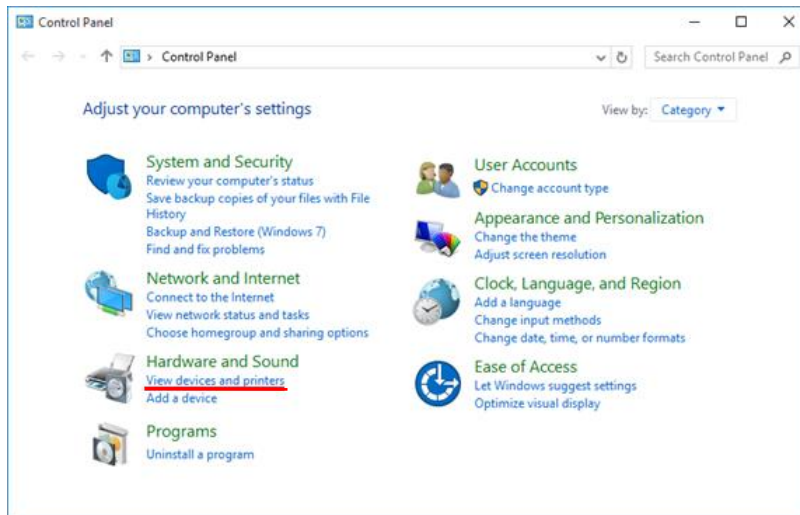 Control Panel
Control Panel
Search Control Panel
Adjust your computer's settings
View by: Category
System and Security
Review your computer's status
Save backup copies of your files with File
History
Backup and Restore (Windows 7)
Find and fix problems
Network and Internet
Connect to the Internet
View network status and tasks
Choose homegroup and sharing options
Hardware and Sound
View devices and printers
Add a device
Programs
Uninstall a program
User Accounts
Change account type
Appearance and Personalization
Change the theme
Adjust screen resolution
Clock, Language, and Region
Add a language
Change input methods
Change date, time, or number formats
Ease of Access
Let Windows suggest settings
Optimize visual display